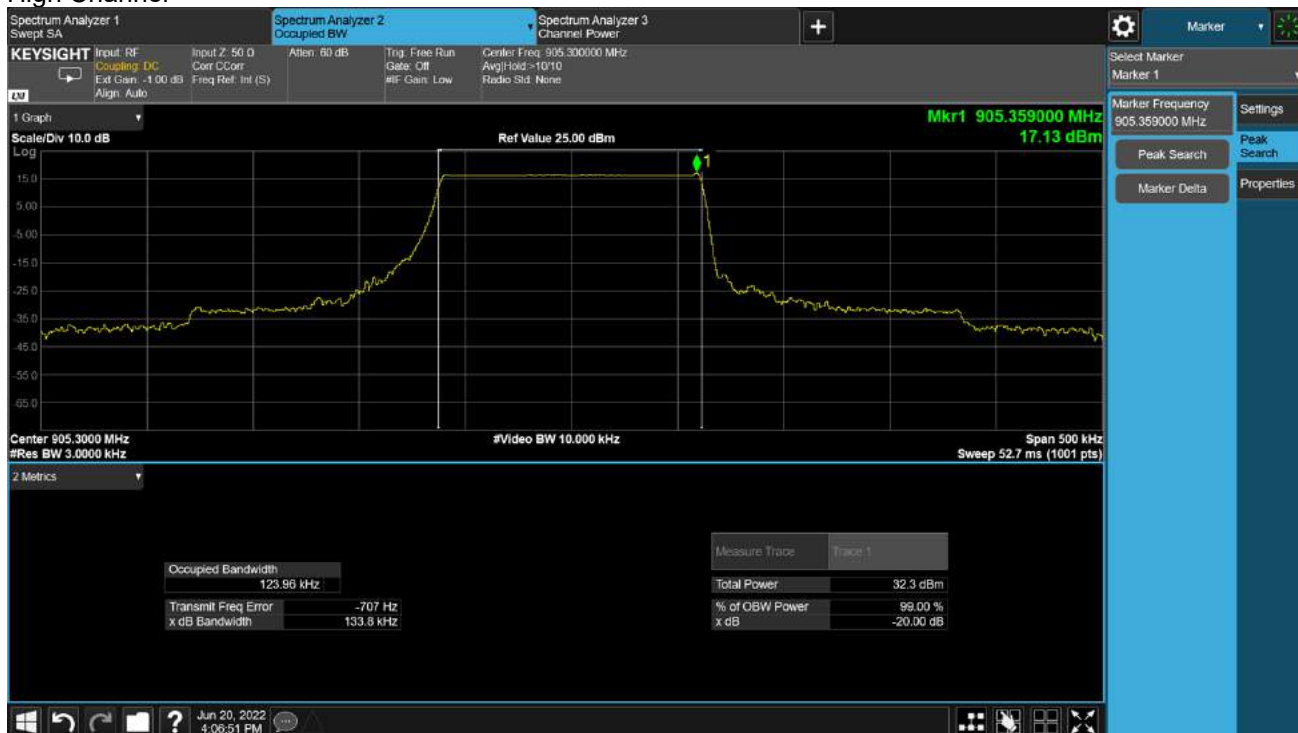 High Channel
Spectrum Analyzer 1
Swept SA
Spectrum Analyzer 2
Occupied BW
Spectrum Analyzer 3
Channel Power
+
Marker
KEYSIGHT
Input: RF
Coupling: DC
Ext Gain: -1.00 dB
Align: Auto
Input Z: 50 Ω
Corr CCorr
Freq Ref: Int (S)
Atten: 60 dB
Trig: Free Run
Gate: Off
#IF Gain: Low
Center Freq: 905.300000 MHz
Avg|Hold:>10/10
Radio Std: None
LXI
Select Marker
Marker 1
Marker Frequency
905.359000 MHz
Peak Search
Marker Delta
Settings
Peak
Search
Properties
1 Graph
Scale/Div 10.0 dB
Log
Ref Value 25.00 dBm
Mkr1 905.359000 MHz
17.13 dBm
1
15.0
5.00
-5.00
-15.0
-25.0
-35.0
-45.0
-55.0
-65.0
Center 905.3000 MHz
#Res BW 3.0000 kHz
#Video BW 10.000 kHz
Span 500 kHz
Sweep 52.7 ms (1001 pts)
2 Metrics
Occupied Bandwidth
123.96 kHz
Transmit Freq Error -707 Hz
x dB Bandwidth 133.8 kHz
Measure Trace Trace 1
Total Power 32.3 dBm
% of OBW Power 99.00 %
x dB -20.00 dB
?
Jun 20, 2022
4:06:51 PM